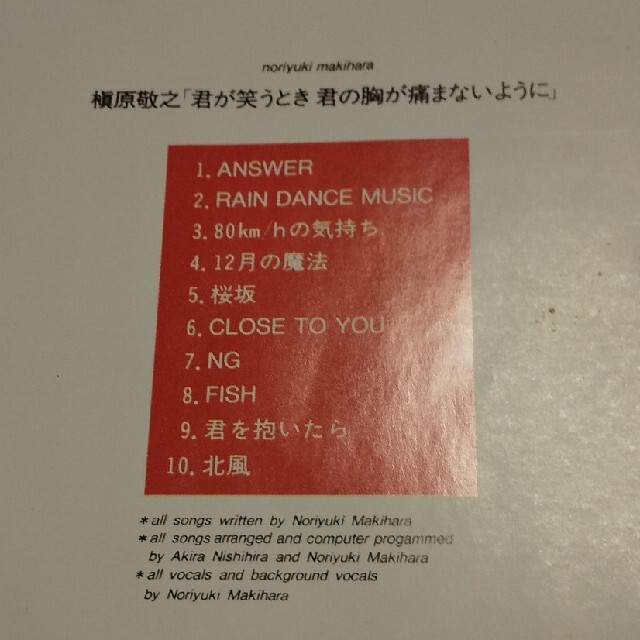 noriyuki makihara
槇原敬之「君が笑うとき 君の胸が痛まないように」
1. ANSWER
2. RAIN DANCE MUSIC
3. 80km/hの気持ち
4. 12月の魔法
5. 桜坂
6. CLOSE TO YOU
7. NG
8. FISH
9. 君を抱いたら
10. 北風
*all songs written by Noriyuki Makihara
*all songs arranged and computer progammed
by Akira Nishihira and Noriyuki Makihara
*all vocals and background vocals
by Noriyuki Makihara